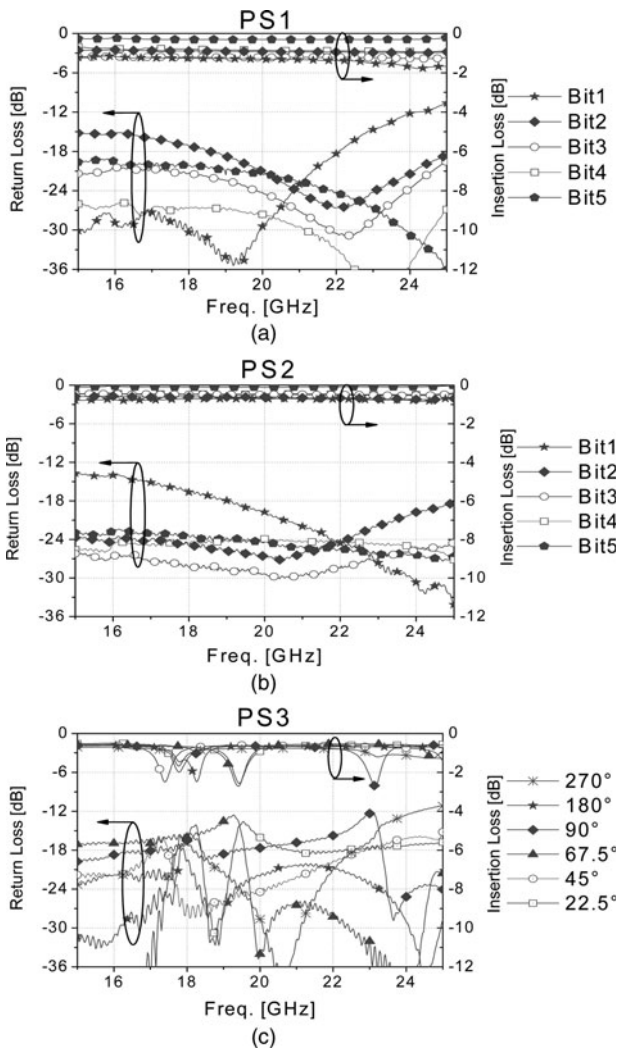 PS1
0
-6
-12
-18
-24
-30
-36
Return Loss [dB]
0
-2
-4
-6
-8
-10
-12
Insertion Loss [dB]
16 18 20 22 24
Freq. [GHz]
Bit1
Bit2
Bit3
Bit4
Bit5
(a)
PS2
0
-6
-12
-18
-24
-30
-36
Return Loss [dB]
0
-2
-4
-6
-8
-10
-12
Insertion Loss [dB]
16 18 20 22 24
Freq. [GHz]
Bit1
Bit2
Bit3
Bit4
Bit5
(b)
PS3
0
-6
-12
-18
-24
-30
-36
Return Loss [dB]
0
-2
-4
-6
-8
-10
-12
Insertion Loss [dB]
16 18 20 22 24
Freq. [GHz]
270°
180°
90°
67.5°
45°
22.5°
(c)